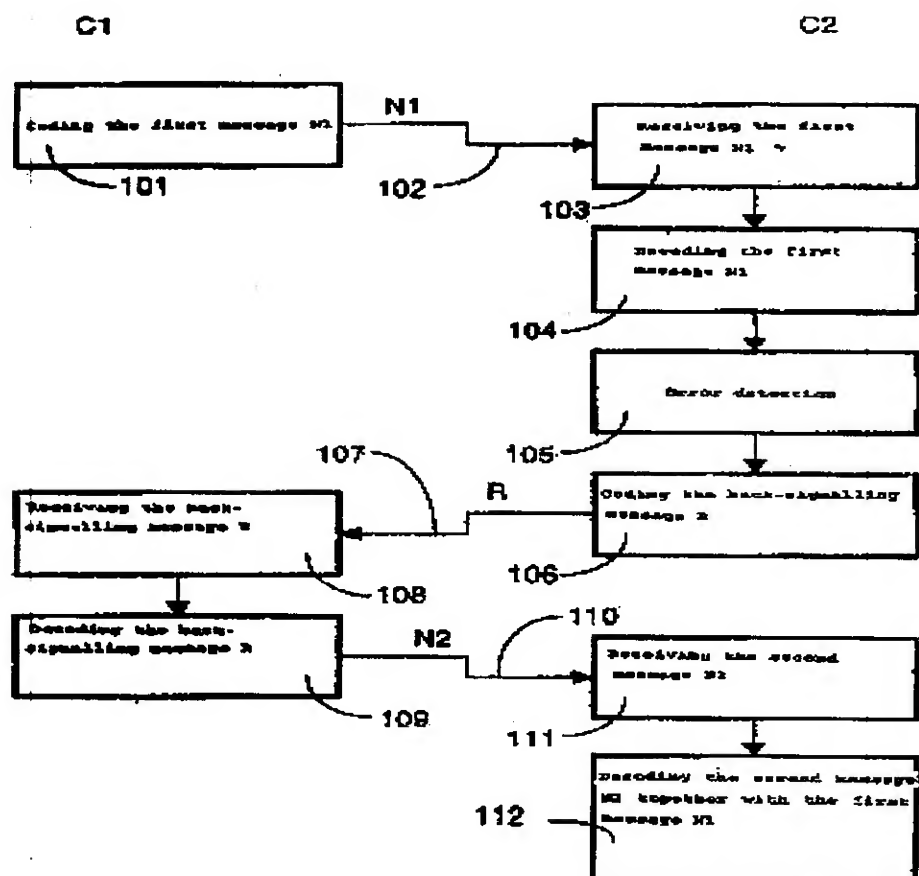 C1
C2
Coding the first message N1
N1
101
102
Receiving the first
message N1
103
Decoding the first
message N1
104
Error detection
105
107
R
Coding the back-signalling
message R
106
Receiving the back-
signalling message R
108
Decoding the back-
signalling message R
109
N2
110
Receiving the second
message N2
111
Decoding the second message
N2 together with the first
message N1
112